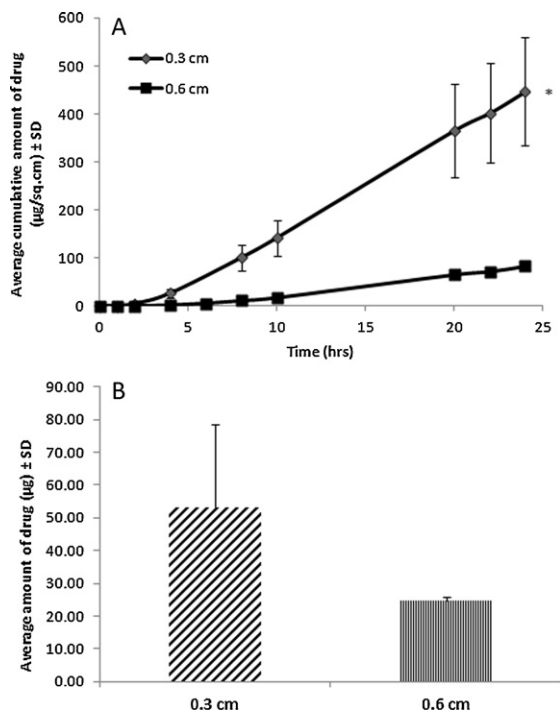 A
Average cumulative amount of drug
(µg/sq.cm) ± SD
600
500
400
300
200
100
0
0.3 cm
0.6 cm
*
0 5 10 15 20 25
Time (hrs)
B
Average amount of drug (µg) ± SD
90.00
80.00
70.00
60.00
50.00
40.00
30.00
20.00
10.00
0.00
0.3 cm 0.6 cm